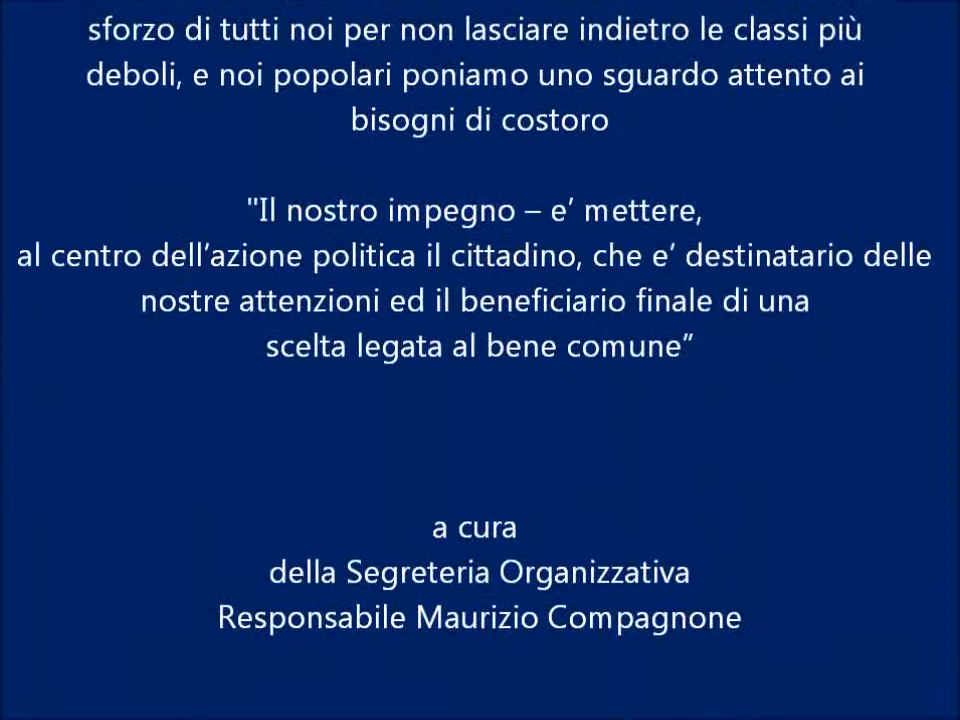 sforzo di tutti noi per non lasciare indietro le classi più
deboli, e noi popolari poniamo uno sguardo attento ai
bisogni di costoro
"Il nostro impegno – e’ mettere,
al centro dell’azione politica il cittadino, che e’ destinatario delle
nostre attenzioni ed il beneficiario finale di una
scelta legata al bene comune”
a cura
della Segreteria Organizzativa
Responsabile Maurizio Compagnone